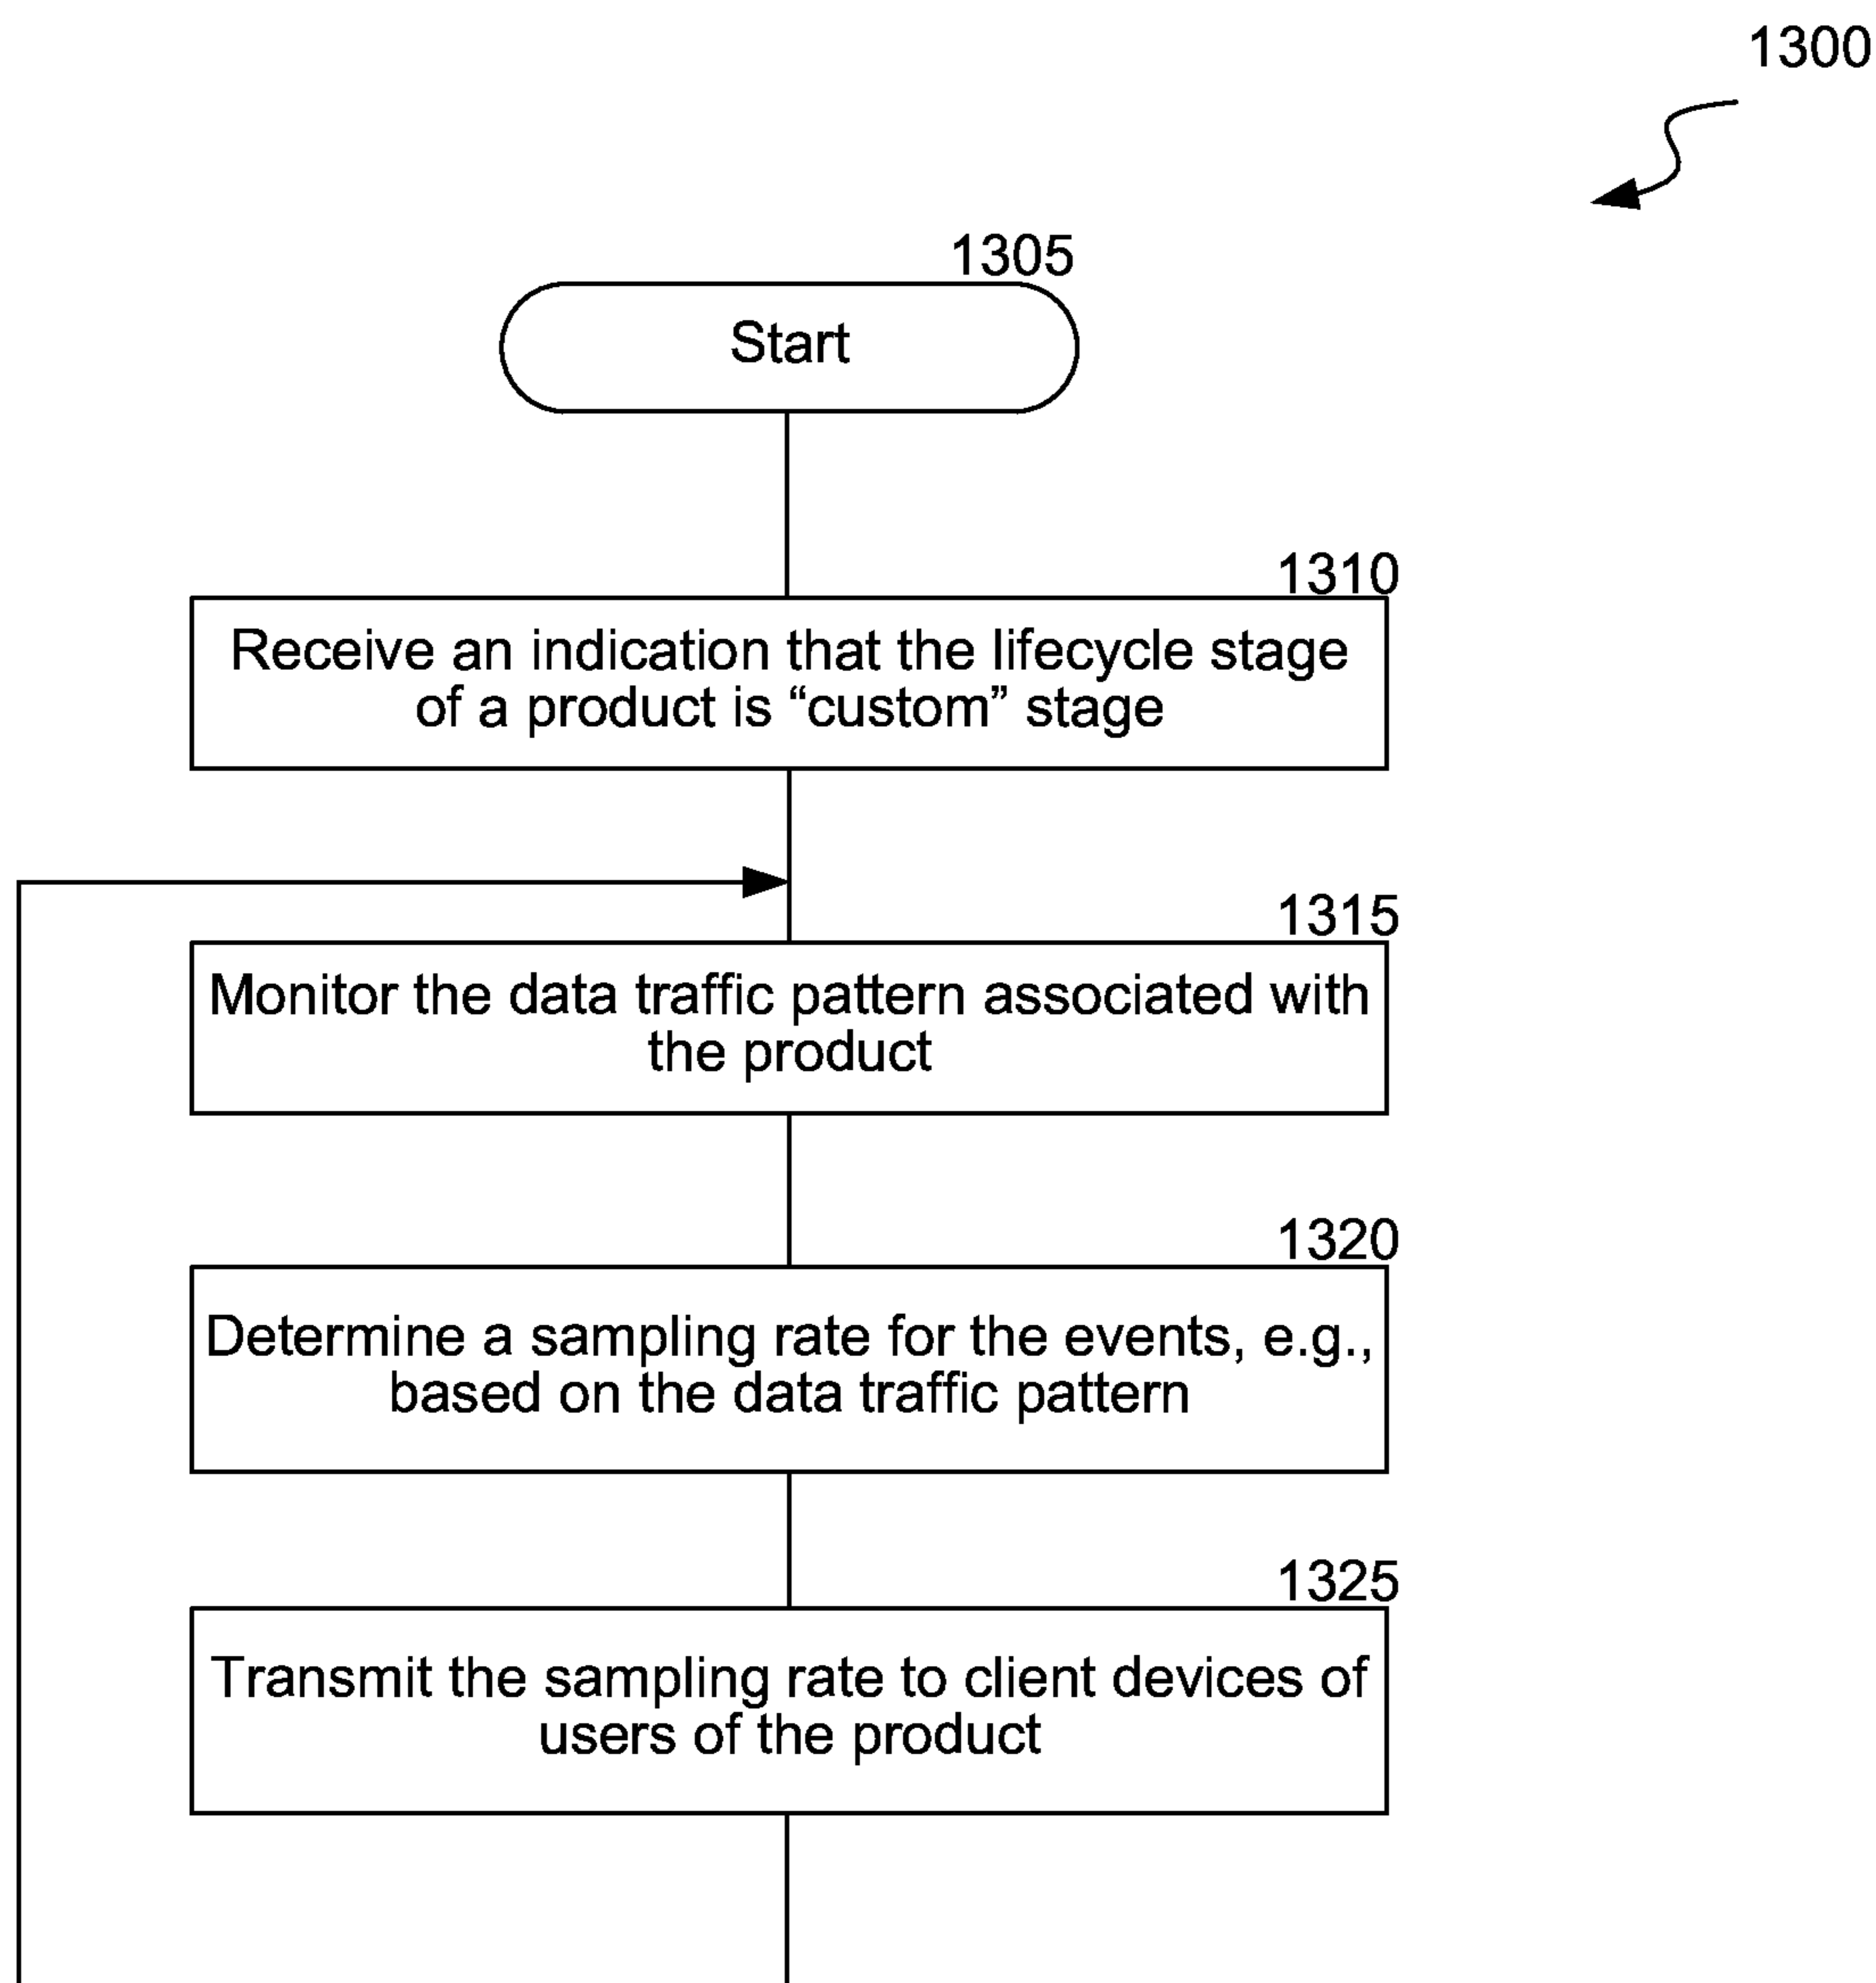 1300
1305
Start
1310
Receive an indication that the lifecycle stage
of a product is “custom” stage
1315
Monitor the data traffic pattern associated with
the product
1320
Determine a sampling rate for the events, e.g.,
based on the data traffic pattern
1325
Transmit the sampling rate to client devices of
users of the product